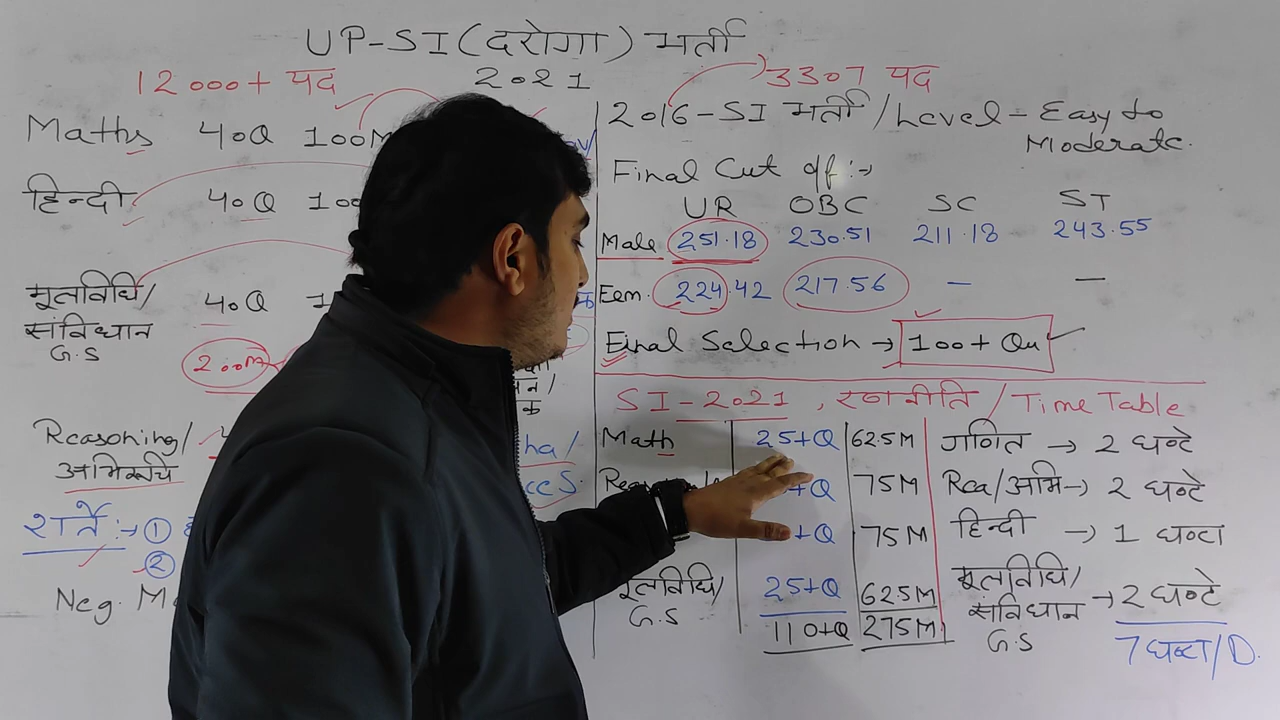 UP-SI (दरोगा) भर्ती
12000+ पद
2021
3307 पद
Maths 40Q 100M
हिन्दी 40Q 100
मूलविधि/ 40Q 1
संविधान
G.S
200M
Reasoning/
अभिरूचि
शर्ते :→ ①
②
Neg. M
2016-SI भर्ती/Level - Easy to
Moderate.
Final Cut off :→
UR OBC SC ST
Male 251.18 230.51 211.18 243.55
Fem. 224.42 217.56 — —
Final Selection → 100+ Qu
SI-2021, रणनीति / Time Table
Math 25+Q 62.5M गणित → 2 घण्टे
+Q 75M Rea/अभि→ 2 घण्टे
+Q 75M हिन्दी → 1 घण्टा
मूलविधि/ 25+Q 62.5M मूलविधि/
G.S संविधान → 2 घण्टे
G.S
110+Q 275M
7 घण्टा/D.